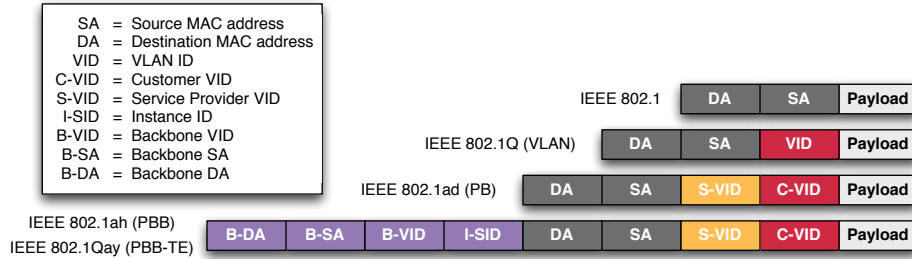 SA = Source MAC address
DA = Destination MAC address
VID = VLAN ID
C-VID = Customer VID
S-VID = Service Provider VID
I-SID = Instance ID
B-VID = Backbone VID
B-SA = Backbone SA
B-DA = Backbone DA
IEEE 802.1 DA SA Payload
IEEE 802.1Q (VLAN) DA SA VID Payload
IEEE 802.1ad (PB) DA SA S-VID C-VID Payload
IEEE 802.1ah (PBB)
IEEE 802.1Qay (PBB-TE) B-DA B-SA B-VID I-SID DA SA S-VID C-VID Payload